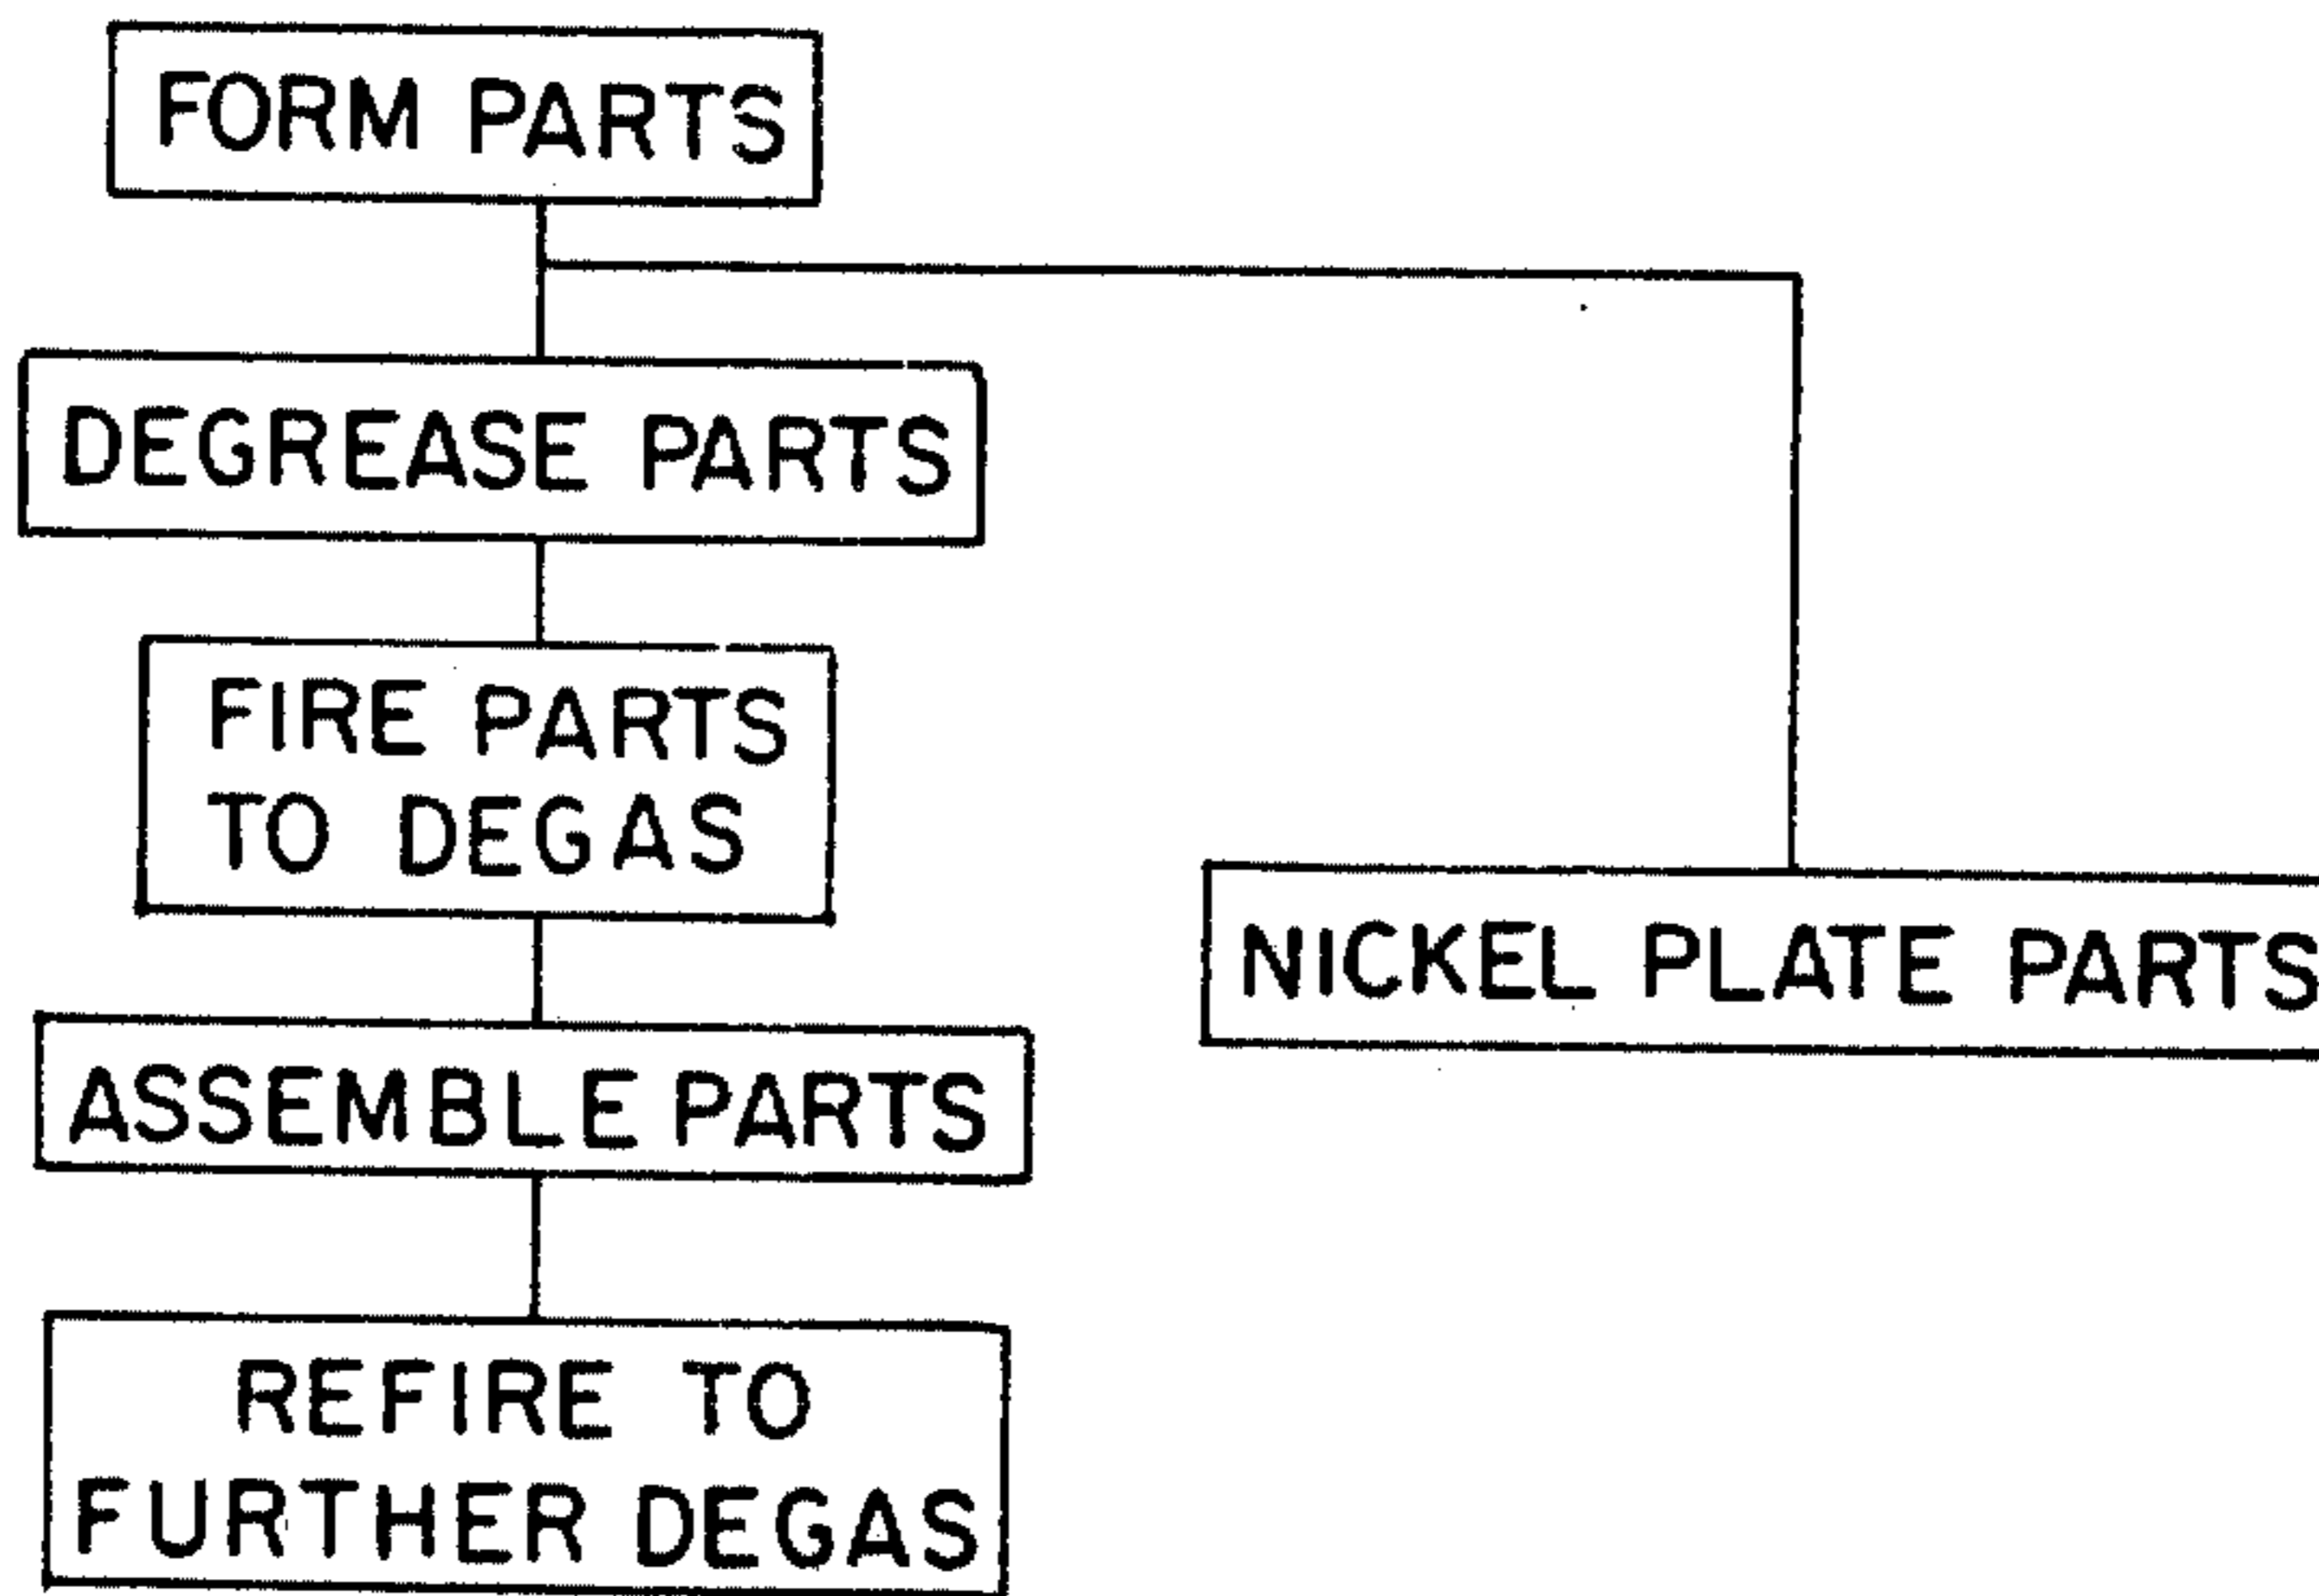 FORM PARTS
DEGREASE PARTS
FIRE PARTS
TO DEGAS
NICKEL PLATE PARTS
ASSEMBLE PARTS
REFIRE TO
FURTHER DEGAS